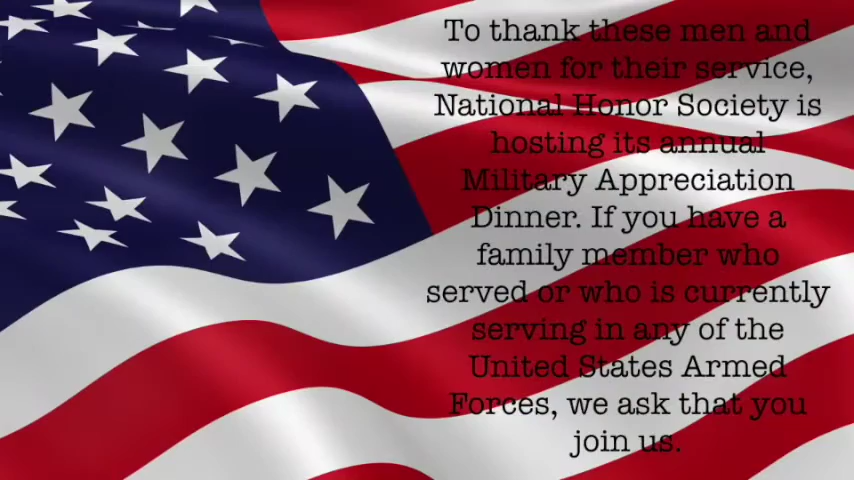 To thank these men and
women for their service,
National Honor Society is
hosting its annual
Military Appreciation
Dinner. If you have a
family member who
served or who is currently
serving in any of the
United States Armed
Forces, we ask that you
join us.